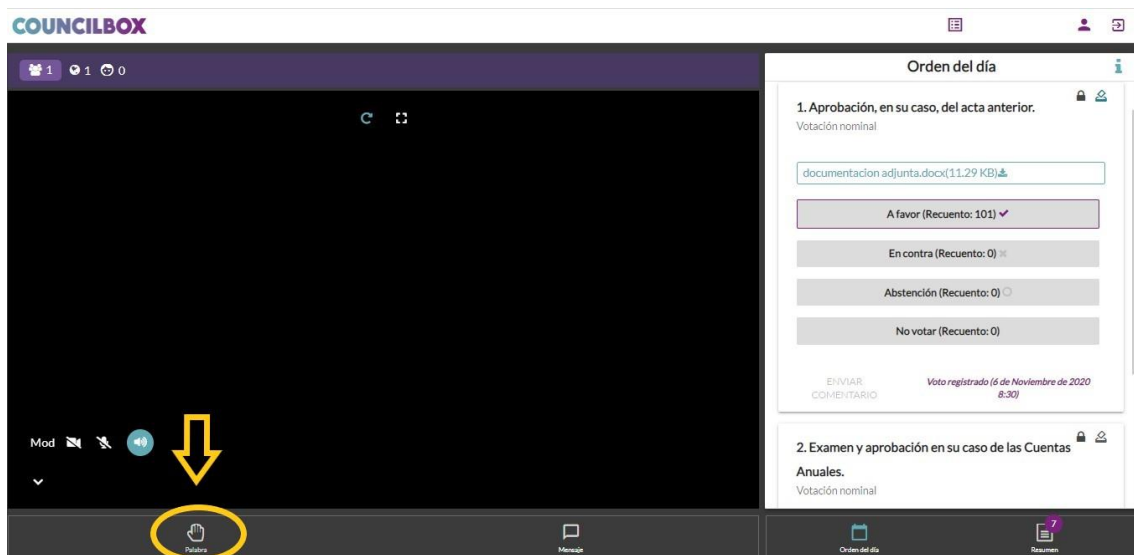 COUNCILBOX
1 1 0
Mod
Palabra
Mensaje
Orden del día
1. Aprobación, en su caso, del acta anterior.
Votación nominal
documentacion adjunta.docx(11.29 KB)
A favor (Recuento: 101)
En contra (Recuento: 0)
Abstención (Recuento: 0)
No votar (Recuento: 0)
ENVIAR
COMENTARIO
Voto registrado (6 de Noviembre de 2020
8:30)
2. Examen y aprobación en su caso de las Cuentas
Anuales.
Votación nominal
Orden del día
7
Resumen